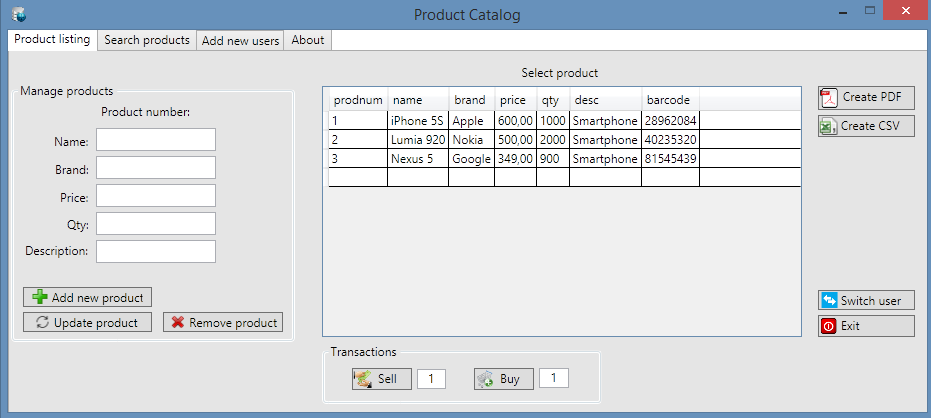 Product Catalog
Product listing Search products Add new users About
Manage products
Product number:
Name:
Brand:
Price:
Qty:
Description:
Add new product
Update product Remove product
Select product
prodnum name brand price qty desc barcode
1 iPhone 5S Apple 600,00 1000 Smartphone 28962084
2 Lumia 920 Nokia 500,00 2000 Smartphone 40235320
3 Nexus 5 Google 349,00 900 Smartphone 81545439
Create PDF
Create CSV
Switch user
Exit
Transactions
Sell 1 Buy 1